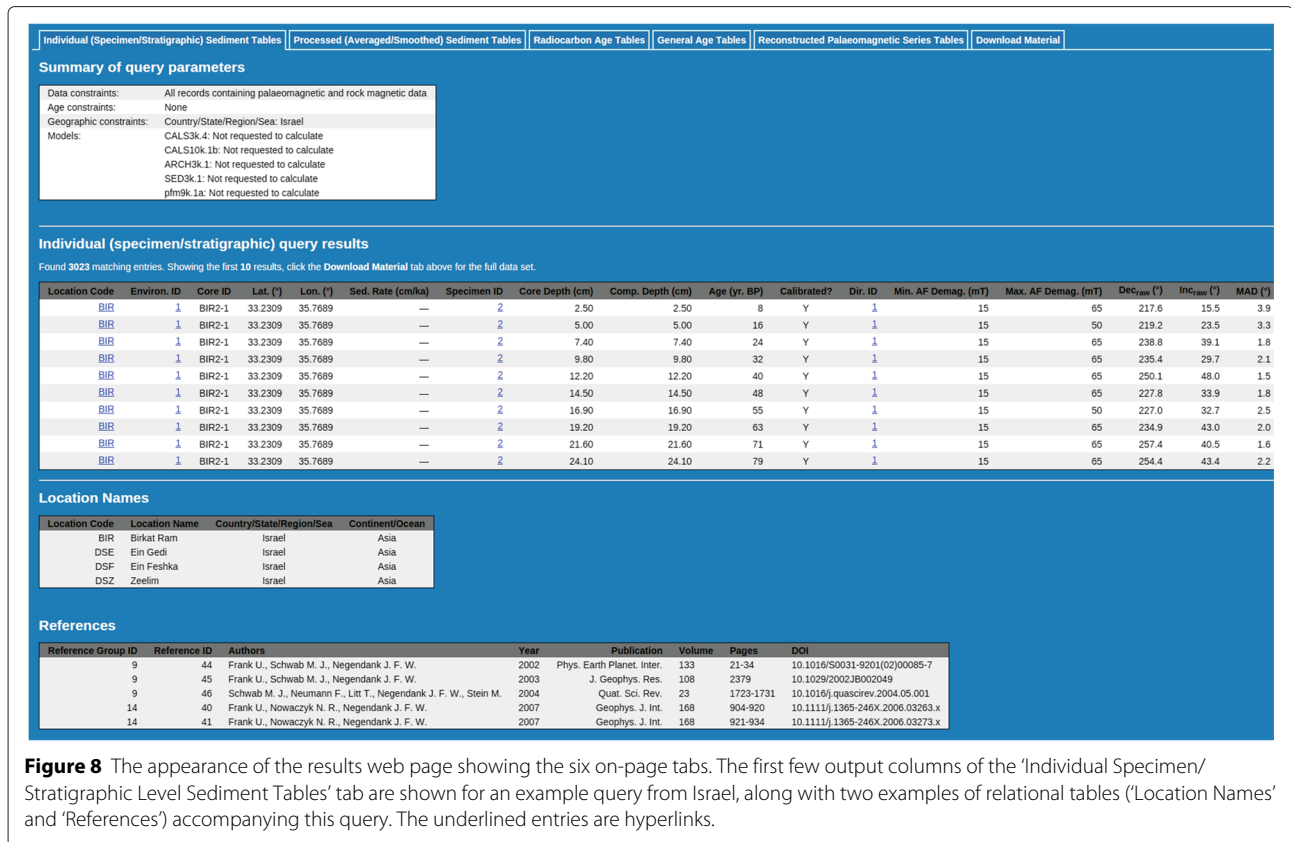 Individual (Specimen/Stratigraphic) Sediment Tables Processed (Averaged/Smoothed) Sediment Tables Radiocarbon Age Tables General Age Tables Reconstructed Palaeomagnetic Series Tables Download Material
Summary of query parameters
Data constraints: All records containing palaeomagnetic and rock magnetic data
Age constraints: None
Geographic constraints: Country/State/Region/Sea: Israel
Models: CALS3k.4: Not requested to calculate
CALS10k.1b: Not requested to calculate
ARCH3k.1: Not requested to calculate
SED3k.1: Not requested to calculate
pfm9k.1a: Not requested to calculate
Individual (specimen/stratigraphic) query results
Found 3023 matching entries. Showing the first 10 results, click the Download Material tab above for the full data set.
Location Code Environ. ID Core ID Lat. (°) Lon. (°) Sed. Rate (cm/ka) Specimen ID Core Depth (cm) Comp. Depth (cm) Age (yr. BP) Calibrated? Dir. ID Min. AF Demag. (mT) Max. AF Demag. (mT) Decraw (°) Incraw (°) MAD (°)
BIR 1 BIR2-1 33.2309 35.7689 — 2 2.50 2.50 8 Y 1 15 65 217.6 15.5 3.9
BIR 1 BIR2-1 33.2309 35.7689 — 2 5.00 5.00 16 Y 1 15 50 219.2 23.5 3.3
BIR 1 BIR2-1 33.2309 35.7689 — 2 7.40 7.40 24 Y 1 15 65 238.8 39.1 1.8
BIR 1 BIR2-1 33.2309 35.7689 — 2 9.80 9.80 32 Y 1 15 65 235.4 29.7 2.1
BIR 1 BIR2-1 33.2309 35.7689 — 2 12.20 12.20 40 Y 1 15 65 250.1 48.0 1.5
BIR 1 BIR2-1 33.2309 35.7689 — 2 14.50 14.50 48 Y 1 15 65 227.8 33.9 1.8
BIR 1 BIR2-1 33.2309 35.7689 — 2 16.90 16.90 55 Y 1 15 50 227.0 32.7 2.5
BIR 1 BIR2-1 33.2309 35.7689 — 2 19.20 19.20 63 Y 1 15 65 234.9 43.0 2.0
BIR 1 BIR2-1 33.2309 35.7689 — 2 21.60 21.60 71 Y 1 15 65 257.4 40.5 1.6
BIR 1 BIR2-1 33.2309 35.7689 — 2 24.10 24.10 79 Y 1 15 65 254.4 43.4 2.2
Location Names
Location Code Location Name Country/State/Region/Sea Continent/Ocean
BIR Birkat Ram Israel Asia
DSE Ein Gedi Israel Asia
DSF Ein Feshka Israel Asia
DSZ Zeelim Israel Asia
References
Reference Group ID Reference ID Authors Year Publication Volume Pages DOI
9 44 Frank U., Schwab M. J., Negendank J. F. W. 2002 Phys. Earth Planet. Inter. 133 21-34 10.1016/S0031-9201(02)00085-7
9 45 Frank U., Schwab M. J., Negendank J. F. W. 2003 J. Geophys. Res. 108 2379 10.1029/2002JB002049
9 46 Schwab M. J., Neumann F., Litt T., Negendank J. F. W., Stein M. 2004 Quat. Sci. Rev. 23 1723-1731 10.1016/j.quascirev.2004.05.001
14 40 Frank U., Nowaczyk N. R., Negendank J. F. W. 2007 Geophys. J. Int. 168 904-920 10.1111/j.1365-246X.2006.03263.x
14 41 Frank U., Nowaczyk N. R., Negendank J. F. W. 2007 Geophys. J. Int. 168 921-934 10.1111/j.1365-246X.2006.03273.x
Figure 8 The appearance of the results web page showing the six on-page tabs. The first few output columns of the ‘Individual Specimen/
Stratigraphic Level Sediment Tables’ tab are shown for an example query from Israel, along with two examples of relational tables (‘Location Names’
and ‘References’) accompanying this query. The underlined entries are hyperlinks.